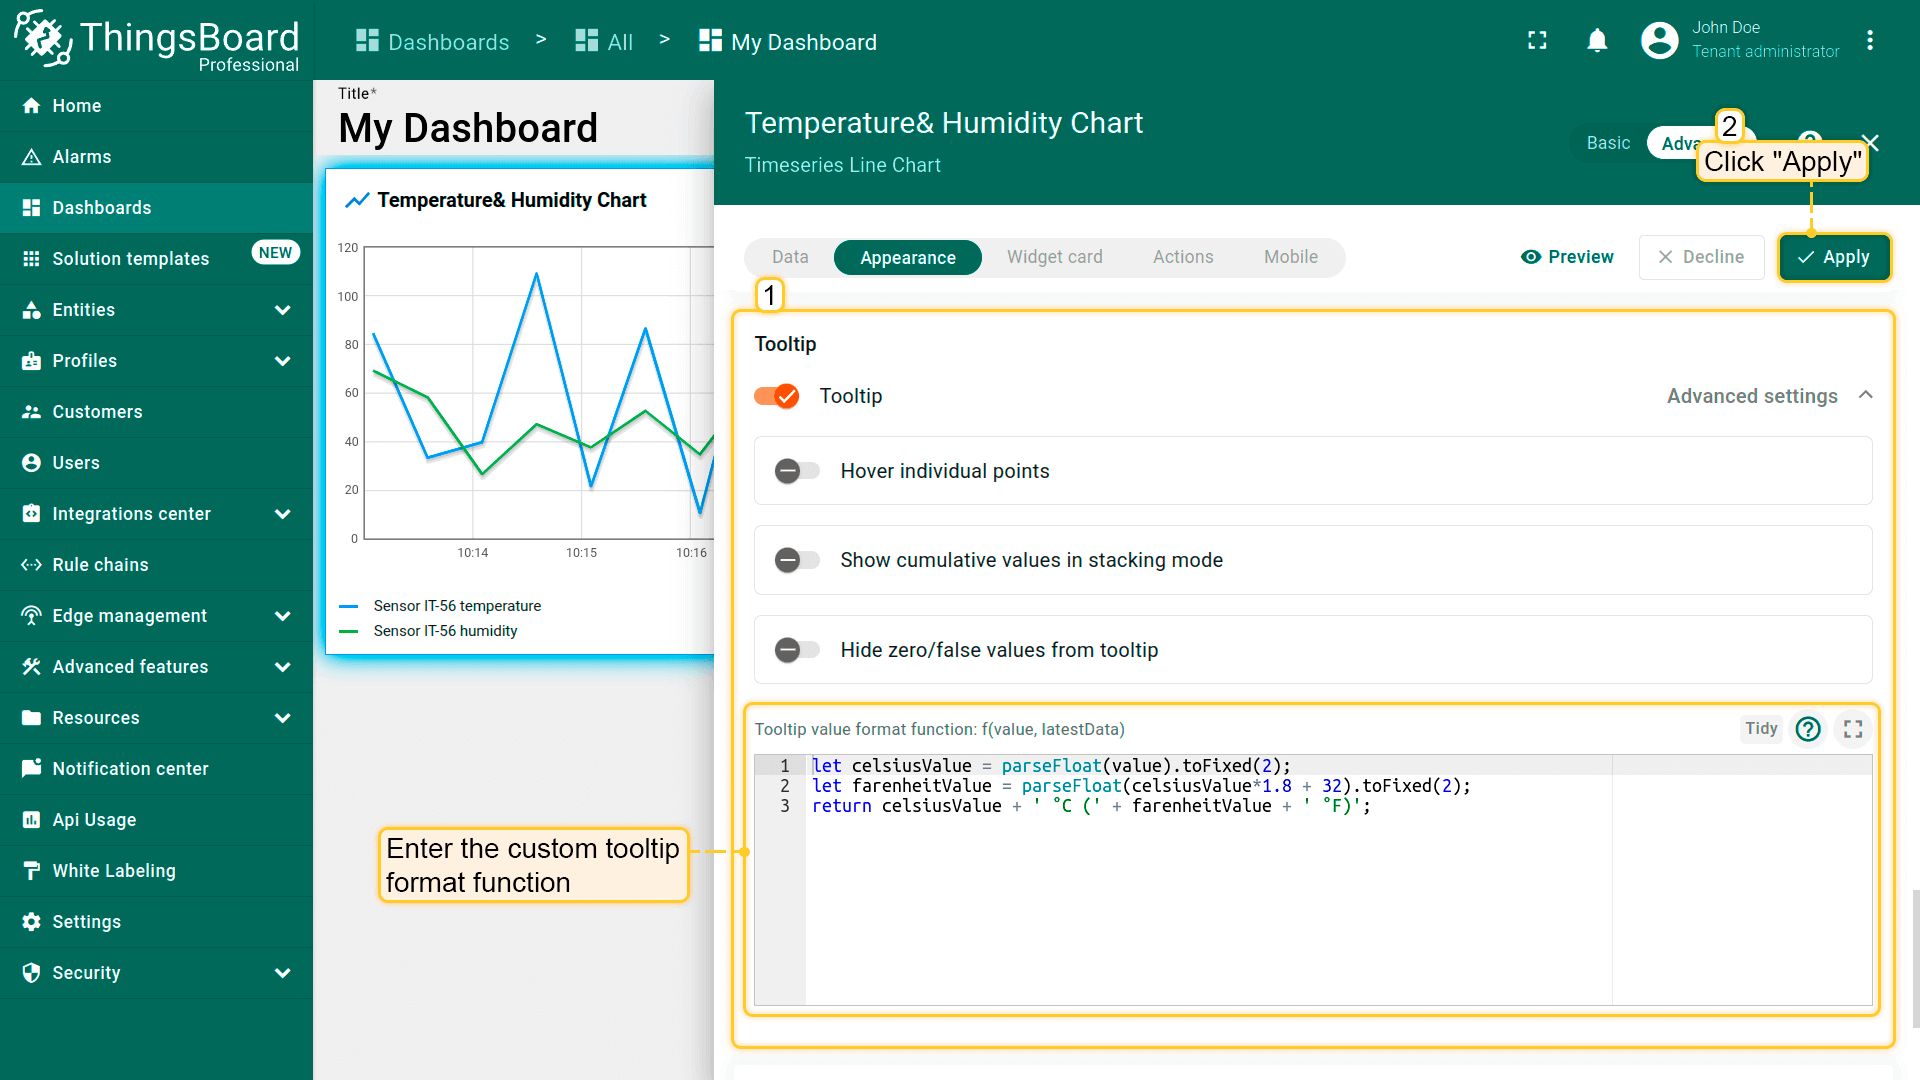 ThingsBoard
Professional
Dashboards > All > My Dashboard
John Doe
Tenant administrator
Home
Alarms
Dashboards
Solution templates NEW
Entities
Profiles
Customers
Users
Integrations center
Rule chains
Edge management
Advanced features
Resources
Notification center
Api Usage
White Labeling
Settings
Security
Title*
My Dashboard
Temperature& Humidity Chart
120
100
80
60
40
20
0
10:14 10:15 10:16
Sensor IT-56 temperature
Sensor IT-56 humidity
Temperature& Humidity Chart
Timeseries Line Chart
Basic
2
Click "Apply"
Data Appearance Widget card Actions Mobile
Preview Decline Apply
1
Tooltip
Tooltip Advanced settings
Hover individual points
Show cumulative values in stacking mode
Hide zero/false values from tooltip
Tooltip value format function: f(value, latestData) Tidy
1 let celsiusValue = parseFloat(value).toFixed(2);
2 let farenheitValue = parseFloat(celsiusValue*1.8 + 32).toFixed(2);
3 return celsiusValue + ' °C (' + farenheitValue + ' °F)';
Enter the custom tooltip
format function